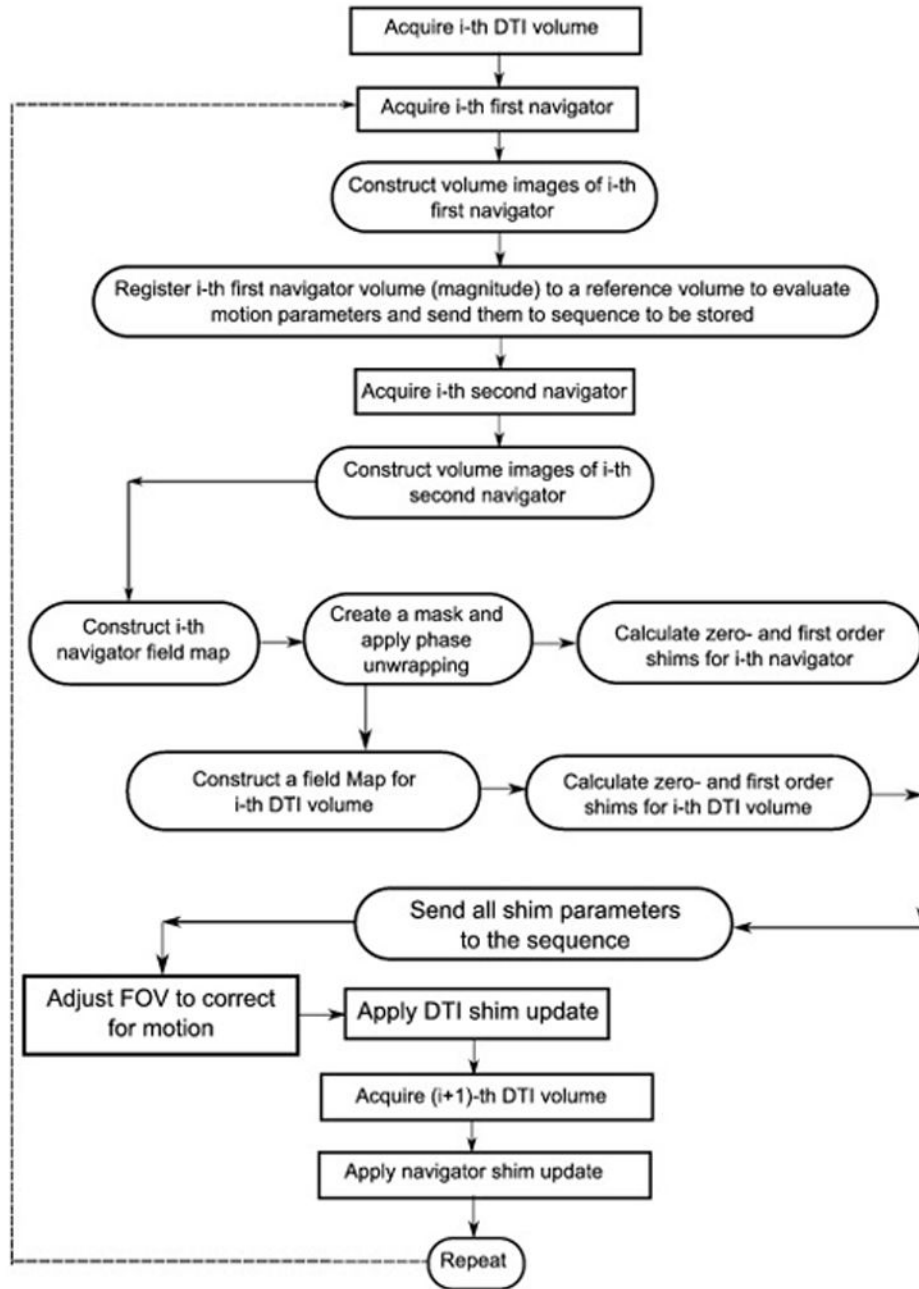 Acquire i-th DTI volume
Acquire i-th first navigator
Construct volume images of i-th
first navigator
Register i-th first navigator volume (magnitude) to a reference volume to evaluate
motion parameters and send them to sequence to be stored
Acquire i-th second navigator
Construct volume images of i-th
second navigator
Construct i-th
navigator field map
Create a mask and
apply phase
unwrapping
Calculate zero- and first order
shims for i-th navigator
Construct a field Map for
i-th DTI volume
Calculate zero- and first order
shims for i-th DTI volume
Send all shim parameters
to the sequence
Adjust FOV to correct
for motion
Apply DTI shim update
Acquire (i+1)-th DTI volume
Apply navigator shim update
Repeat